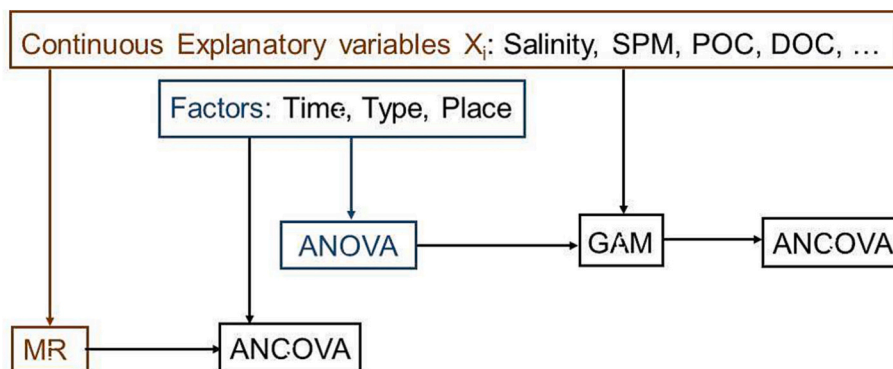 Continuous Explanatory variables Xi: Salinity, SPM, POC, DOC, ...
Factors: Time, Type, Place
ANOVA
GAM
ANCOVA
MR
ANCOVA